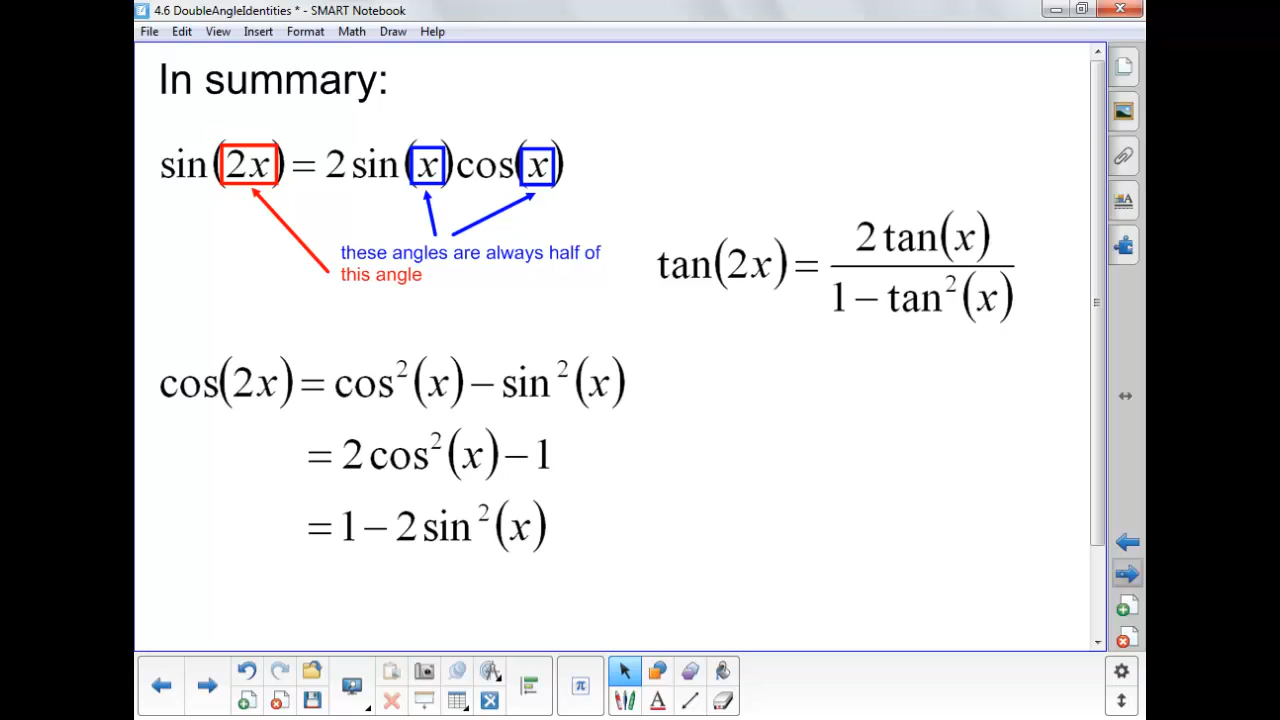 4.6 DoubleAngleIdentities * - SMART Notebook
File Edit View Insert Format Math Draw Help
In summary:
sin(2x) = 2 sin(x)cos(x)
these angles are always half of
this angle
tan(2x) = 2 tan(x) / 1 − tan²(x)
cos(2x) = cos²(x) − sin²(x)
= 2 cos²(x) − 1
= 1 − 2 sin²(x)